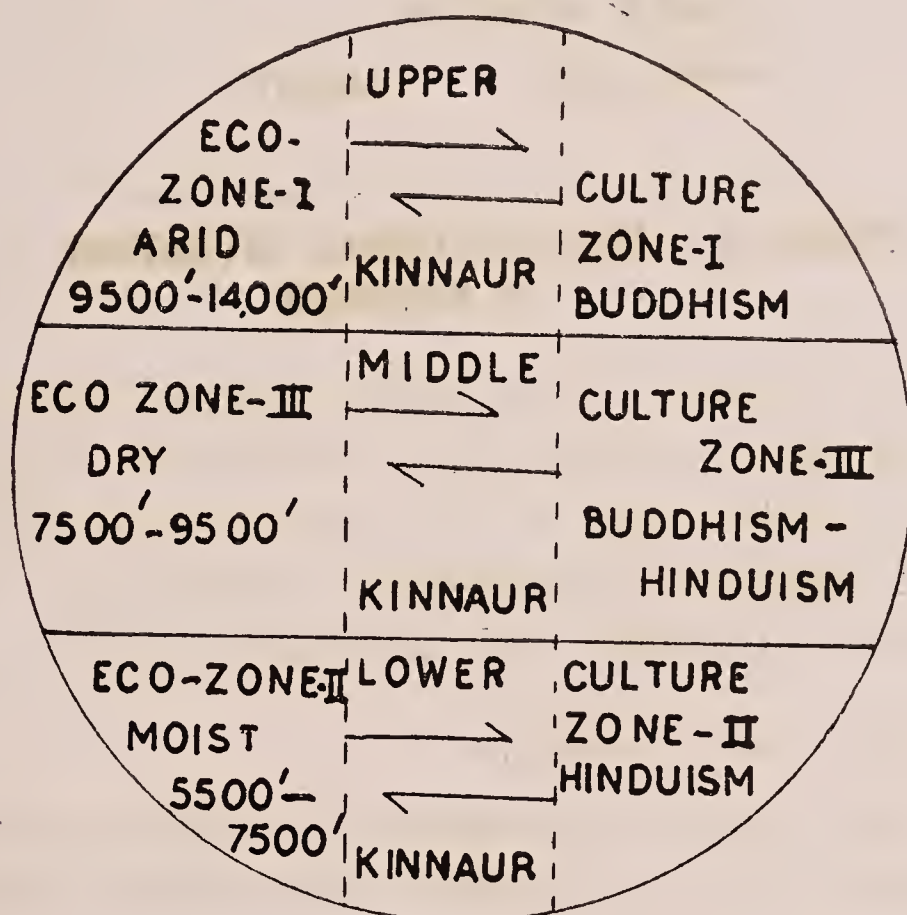 UPPER
ECO-
ZONE-I
ARID
9500'-14,000'
KINNAUR
CULTURE
ZONE-I
BUDDHISM
MIDDLE
ECO ZONE-III
DRY
7500'-9500'
KINNAUR
CULTURE
ZONE-III
BUDDHISM-
HINDUISM
LOWER
ECO-ZONE-II
MOIST
5500'-
7500'
KINNAUR
CULTURE
ZONE-II
HINDUISM